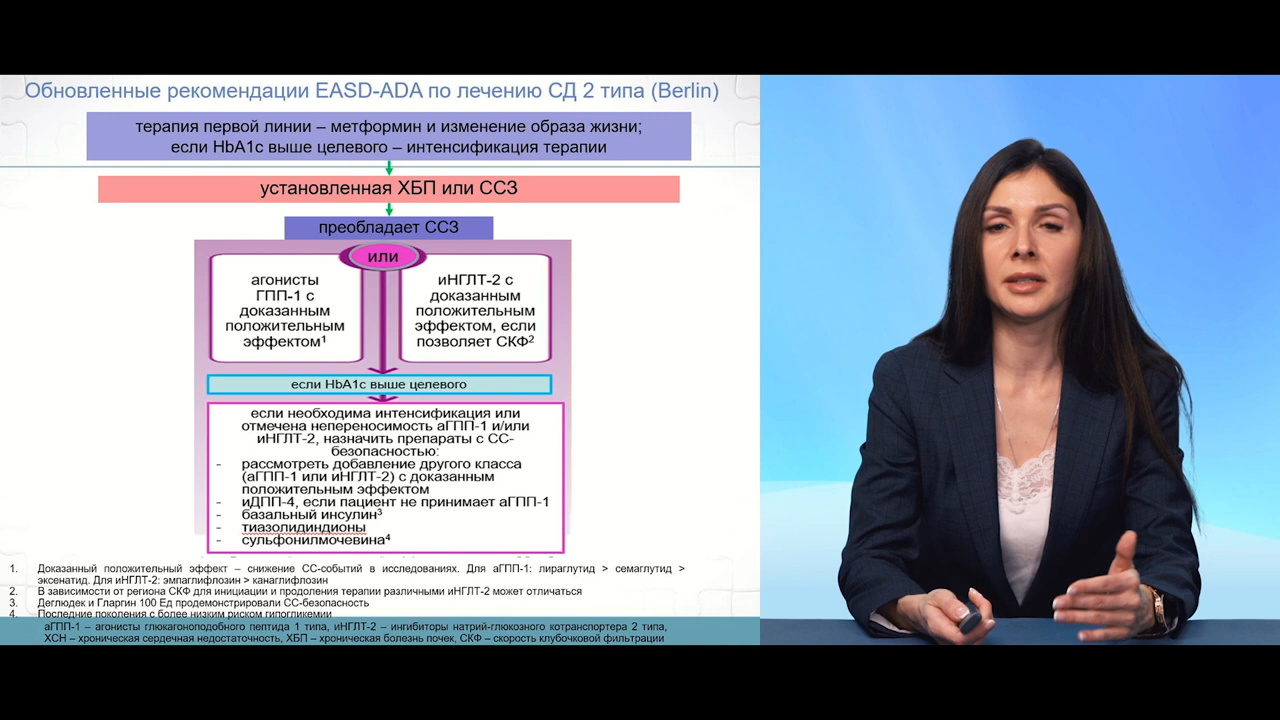 Обновленные рекомендации EASD-ADA по лечению СД 2 типа (Berlin)
терапия первой линии – метформин и изменение образа жизни;
если HbA1c выше целевого – интенсификация терапии
установленная ХБП или ССЗ
преобладает ССЗ
или
агонисты
ГПП-1 с
доказанным
положительным
эффектом¹
иНГЛТ-2 с
доказанным
положительным
эффектом, если
позволяет СКФ²
если HbA1c выше целевого
если необходима интенсификация или
отмечена непереносимость аГПП-1 и/или
иНГЛТ-2, назначить препараты с СС-
безопасностью:
- рассмотреть добавление другого класса
(аГПП-1 или иНГЛТ-2) с доказанным
положительным эффектом
- иДПП-4, если пациент не принимает аГПП-1
- базальный инсулин³
- тиазолидиндионы
- сульфонилмочевина⁴
1. Доказанный положительный эффект – снижение СС-событий в исследованиях. Для аГПП-1: лираглутид > семаглутид >
эксенатид. Для иНГЛТ-2: эмпаглифлозин > канаглифлозин
2. В зависимости от региона СКФ для инициации и продоления терапии различными иНГЛТ-2 может отличаться
3. Деглюдек и Гларгин 100 Ед продемонстрировали СС-безопасность
4. Последние поколения с более низким риском гипогликемии
аГПП-1 – агонисты глюкагоноподобного пептида 1 типа, иНГЛТ-2 – ингибиторы натрий-глюкозного котранспортера 2 типа,
ХСН – хроническая сердечная недостаточность, ХБП – хроническая болезнь почек, СКФ – скорость клубочковой фильтрации